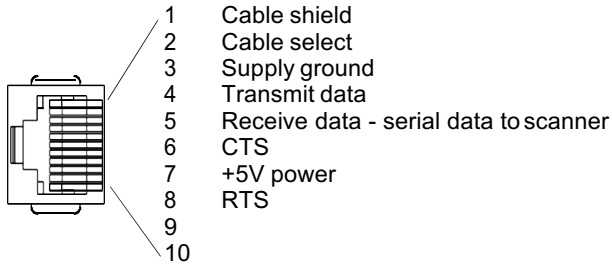 1 Cable shield
2 Cable select
3 Supply ground
4 Transmit data
5 Receive data - serial data to scanner
6 CTS
7 +5V power
8 RTS
9
10